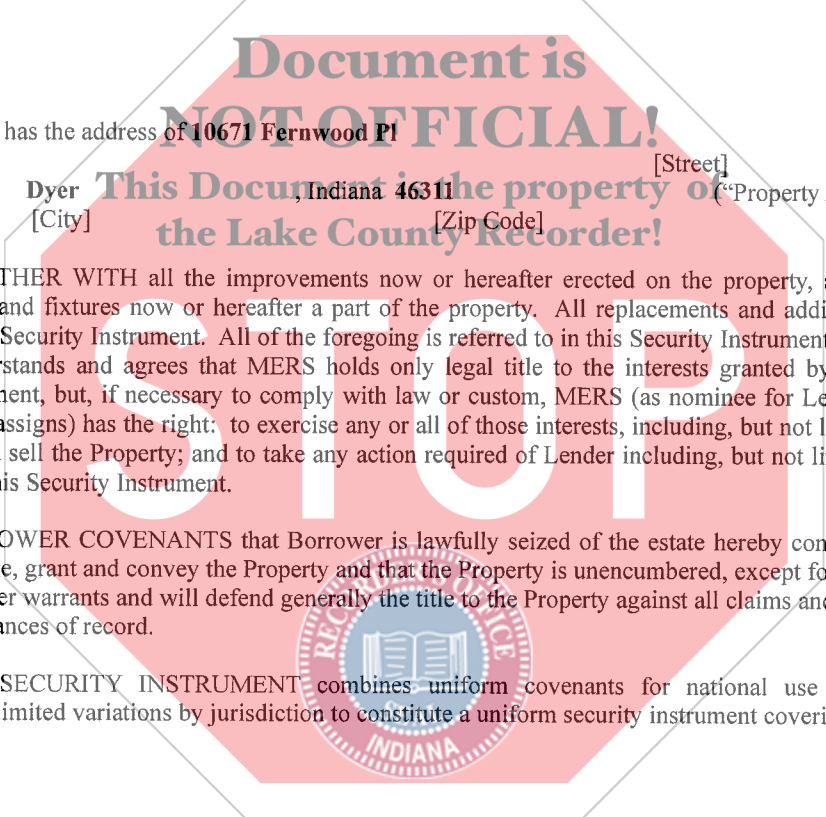 Document is
NOT OFFICIAL!
has the address of 10671 Fernwood Pl
[Street]
This Document is the property of
Dyer , Indiana 46311 ("Property
[City] [Zip Code]
the Lake County Recorder!
THER WITH all the improvements now or hereafter erected on the property,
and fixtures now or hereafter a part of the property. All replacements and addi
Security Instrument. All of the foregoing is referred to in this Security Instrument
rstands and agrees that MERS holds only legal title to the interests granted by
nent, but, if necessary to comply with law or custom, MERS (as nominee for Le
assigns) has the right: to exercise any or all of those interests, including, but not l
sell the Property; and to take any action required of Lender including, but not li
his Security Instrument.
STOP
OWER COVENANTS that Borrower is lawfully seized of the estate hereby con
e, grant and convey the Property and that the Property is unencumbered, except fo
er warrants and will defend generally the title to the Property against all claims and
ances of record.
RECORDER'S OFFICE
SEAL
INDIANA
SECURITY INSTRUMENT combines uniform covenants for national use
imited variations by jurisdiction to constitute a uniform security instrument coveri